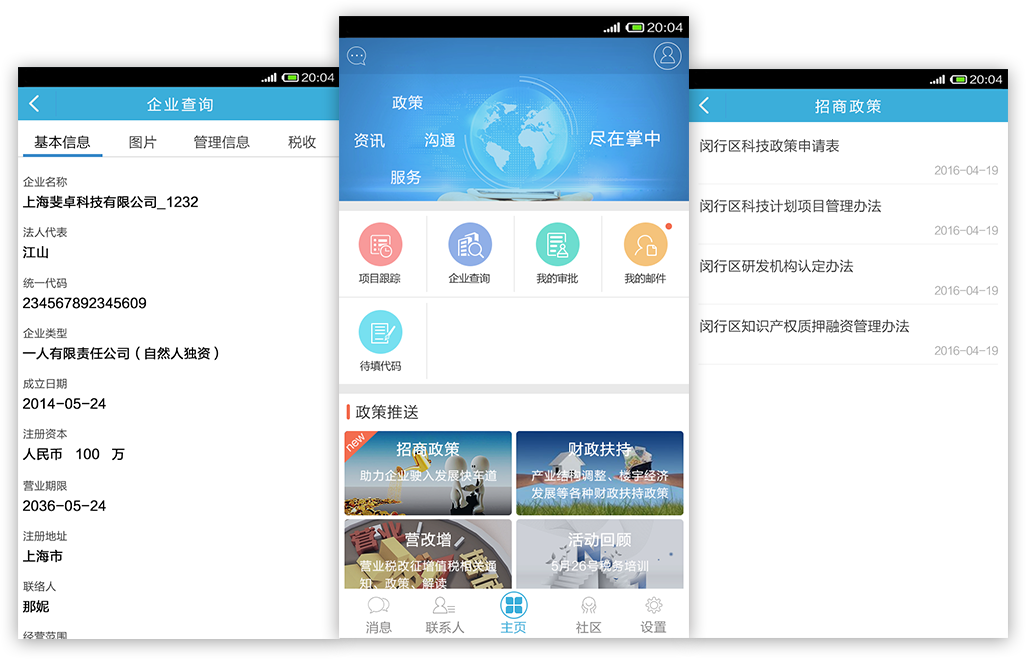 20:04
企业查询
基本信息 图片 管理信息 税收
企业名称
上海斐卓科技有限公司_1232
法人代表
江山
统一代码
234567892345609
企业类型
一人有限责任公司（自然人独资）
成立日期
2014-05-24
注册资本
人民币 100 万
营业期限
2036-05-24
注册地址
上海市
联络人
那妮
经营范围
20:04
政策
资讯 沟通 尽在掌中
服务
项目跟踪 企业查询 我的审批 我的邮件
待填代码
政策推送
new
招商政策
助力企业驶入发展快车道
财政扶持
产业结构调整、楼宇经济
发展等各种财政扶持政策
营改增
营业税改征增值税相关通
知、政策、解读
活动回顾
5月26号税务培训
消息 联系人 主页 社区 设置
20:04
招商政策
闵行区科技政策申请表
2016-04-19
闵行区科技计划项目管理办法
2016-04-19
闵行区研发机构认定办法
2016-04-19
闵行区知识产权质押融资管理办法
2016-04-19